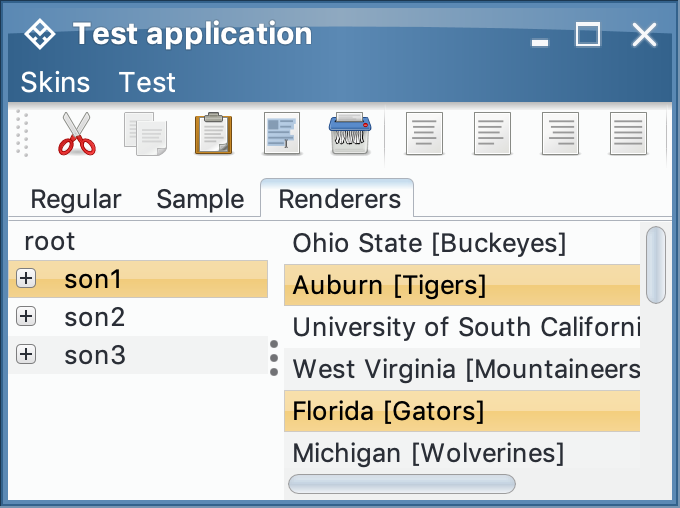 Test application
Skins Test
Regular Sample Renderers
root
son1
son2
son3
Ohio State [Buckeyes]
Auburn [Tigers]
University of South Californi
West Virginia [Mountaineers
Florida [Gators]
Michigan [Wolverines]